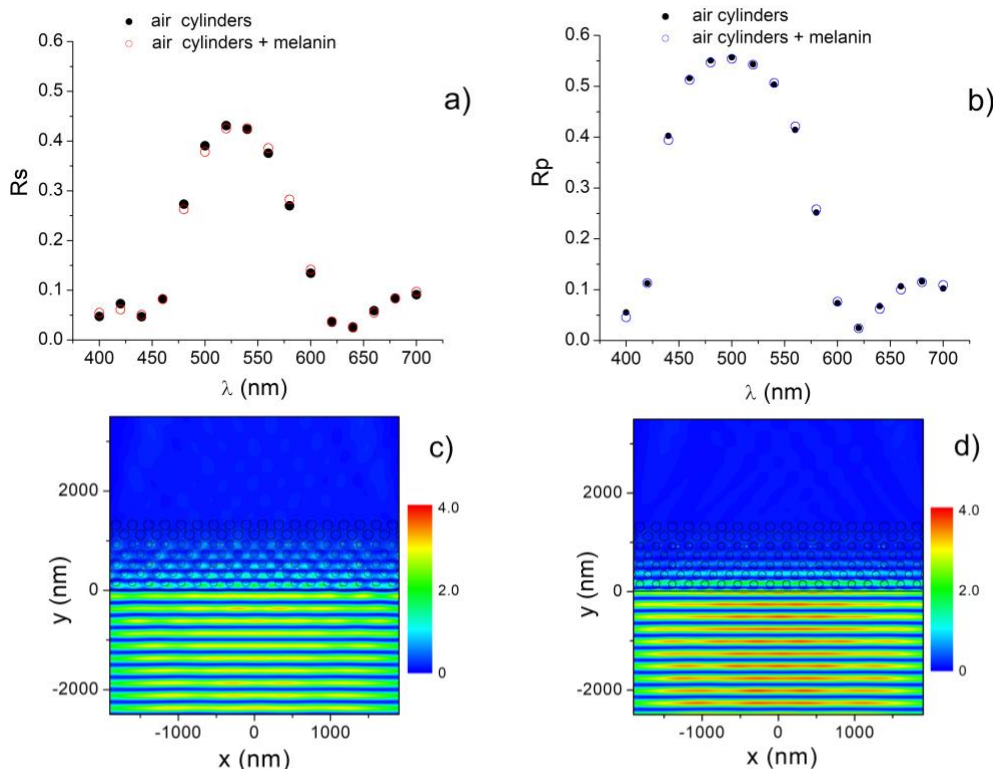 air cylinders
air cylinders + melanin
a)
Rs
0.6
0.5
0.4
0.3
0.2
0.1
0.0
400 450 500 550 600 650 700
λ (nm)
air cylinders
air cylinders + melanin
b)
Rp
0.6
0.5
0.4
0.3
0.2
0.1
0.0
400 450 500 550 600 650 700
λ (nm)
c)
y (nm)
2000
0
-2000
-1000 0 1000
x (nm)
4.0
2.0
0
d)
y (nm)
2000
0
-2000
-1000 0 1000
x (nm)
4.0
2.0
0